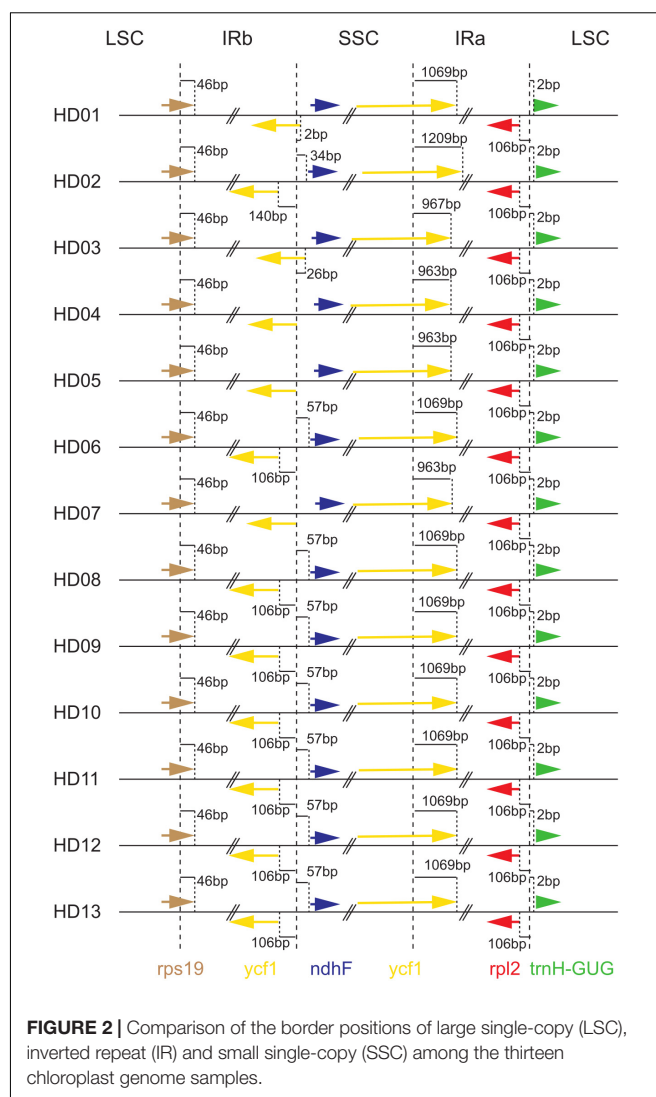 LSC IRb SSC IRa LSC
46bp 1069bp 2bp
HD01
2bp 106bp
46bp 34bp 1209bp 2bp
HD02
140bp 106bp
46bp 967bp 2bp
HD03
26bp 106bp
46bp 963bp 2bp
HD04
106bp
46bp 963bp 2bp
HD05
106bp
46bp 57bp 1069bp 2bp
HD06
106bp 106bp
46bp 963bp 2bp
HD07
106bp
46bp 57bp 1069bp 2bp
HD08
106bp 106bp
46bp 57bp 1069bp 2bp
HD09
106bp 106bp
46bp 57bp 1069bp 2bp
HD10
106bp 106bp
46bp 57bp 1069bp 2bp
HD11
106bp 106bp
46bp 57bp 1069bp 2bp
HD12
106bp 106bp
46bp 57bp 1069bp 2bp
HD13
106bp 106bp
rps19 ycf1 ndhF ycf1 rpl2 trnH-GUG
FIGURE 2 | Comparison of the border positions of large single-copy (LSC),
inverted repeat (IR) and small single-copy (SSC) among the thirteen
chloroplast genome samples.